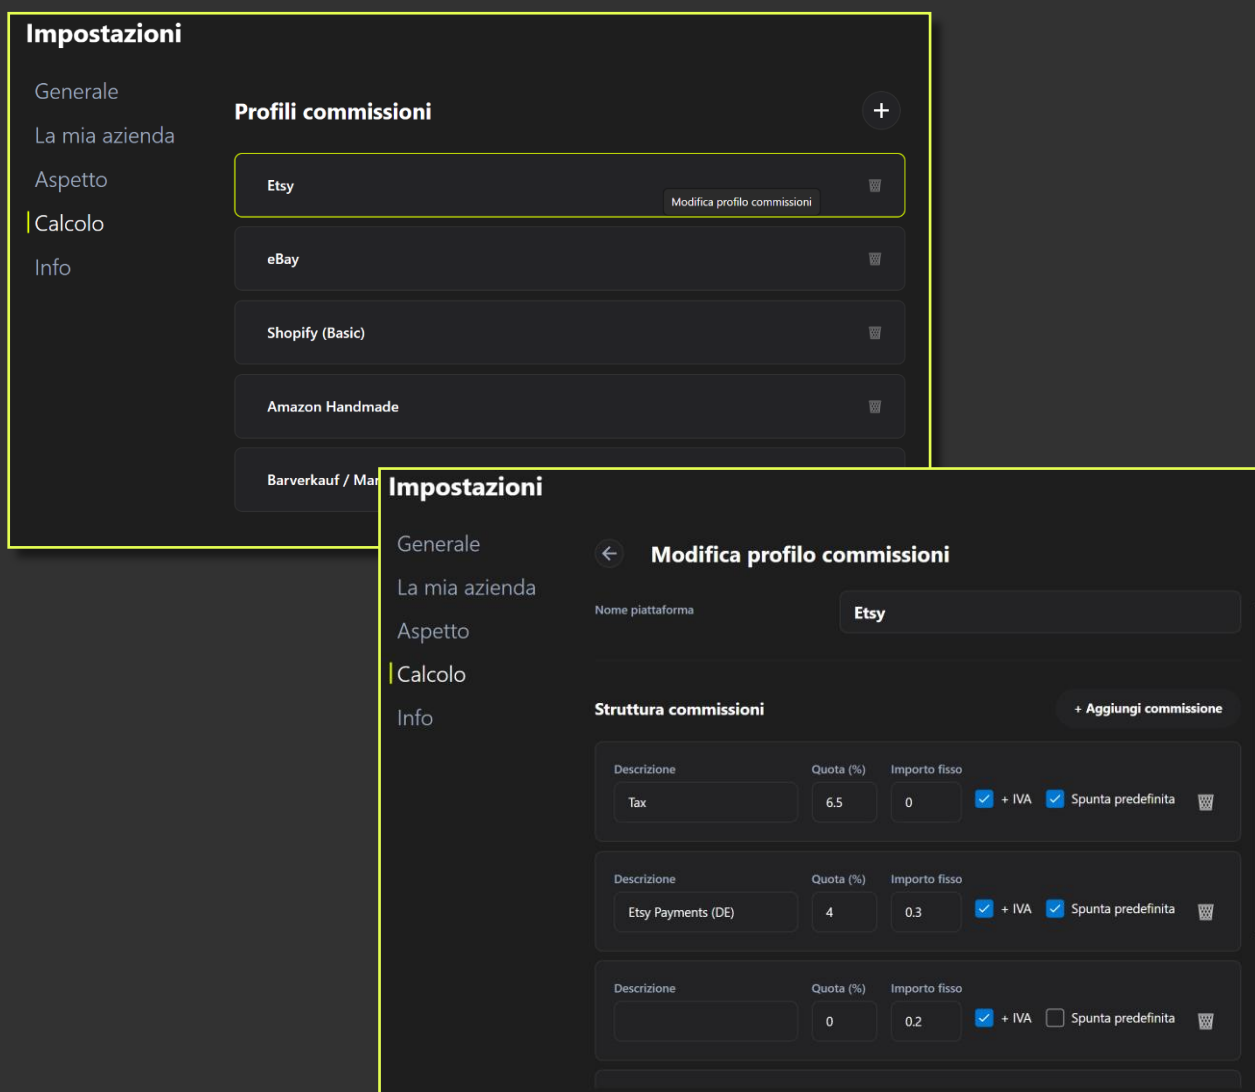 Impostazioni
Generale
La mia azienda
Aspetto
Calcolo
Info
Profili commissioni
+
Etsy
Modifica profilo commissioni
eBay
Shopify (Basic)
Amazon Handmade
Barverkauf /
Impostazioni
Generale
La mia azienda
Aspetto
Calcolo
Info
Modifica profilo commissioni
Nome piattaforma
Etsy
Struttura commissioni
+ Aggiungi commissione
Descrizione Quota (%) Importo fisso
Tax 6.5 0 + IVA Spunta predefinita
Descrizione Quota (%) Importo fisso
Etsy Payments (DE) 4 0.3 + IVA Spunta predefinita
Descrizione Quota (%) Importo fisso
0 0.2 + IVA Spunta predefinita